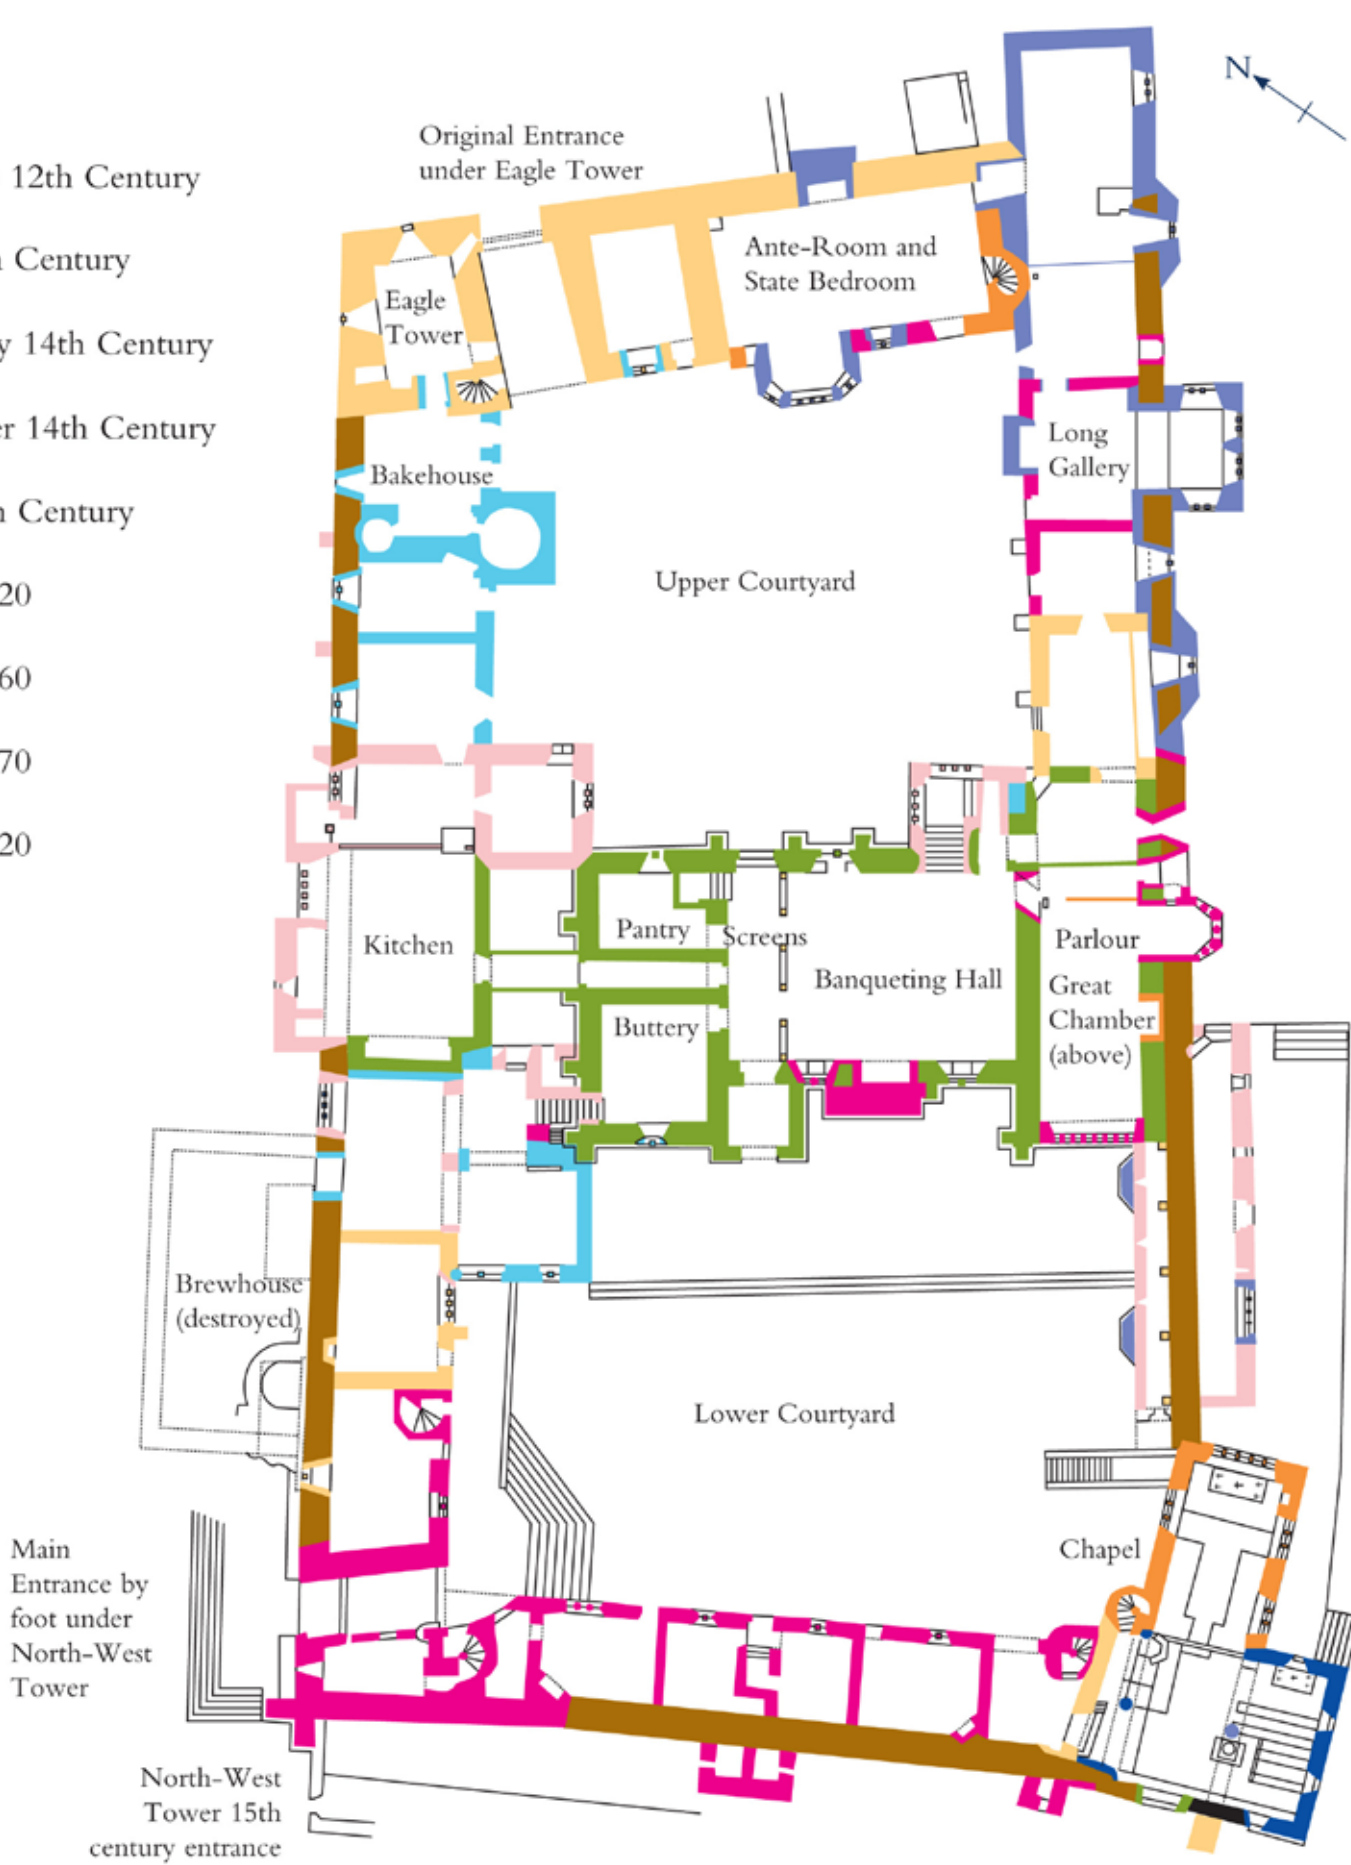 N
Original Entrance
under Eagle Tower
12th Century
Century
14th Century
14th Century
Century
20
60
70
20
Ante-Room and
State Bedroom
Eagle
Tower
Long
Gallery
Bakehouse
Upper Courtyard
Kitchen
Pantry
Screens
Banqueting Hall
Parlour
Great
Chamber
(above)
Buttery
Brewhouse
(destroyed)
Lower Courtyard
Chapel
Main
Entrance by
foot under
North-West
Tower
North-West
Tower 15th
century entrance